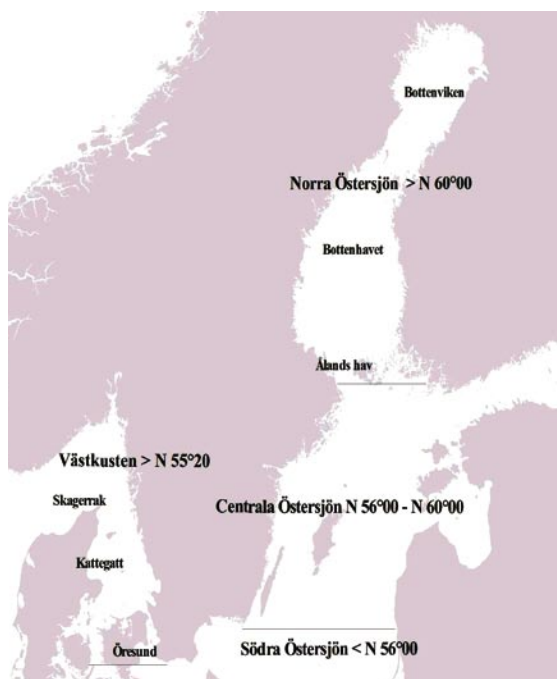 Bottenviken
Norra Östersjön > N 60°00
Bottenhavet
Ålands hav
Västkusten > N 55°20
Skagerrak
Centrala Östersjön N 56°00 - N 60°00
Kattegatt
Öresund
Södra Östersjön < N 56°00